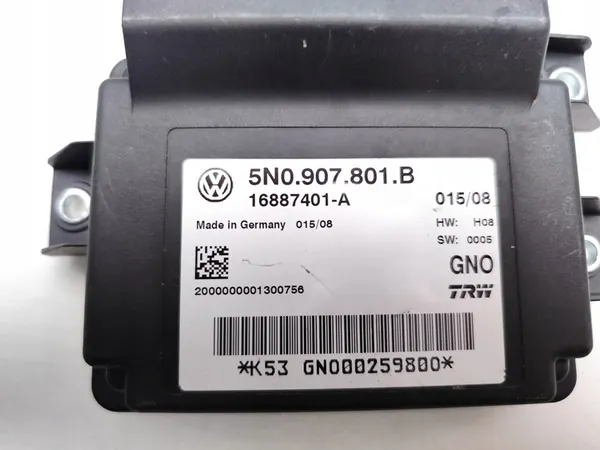 5N0.907.801.B
16887401-A 015/08
Made in Germany 015/08 HW: H08
SW: 0005
GNO
2000000001300756 TRW
*K53 GNO00259800*